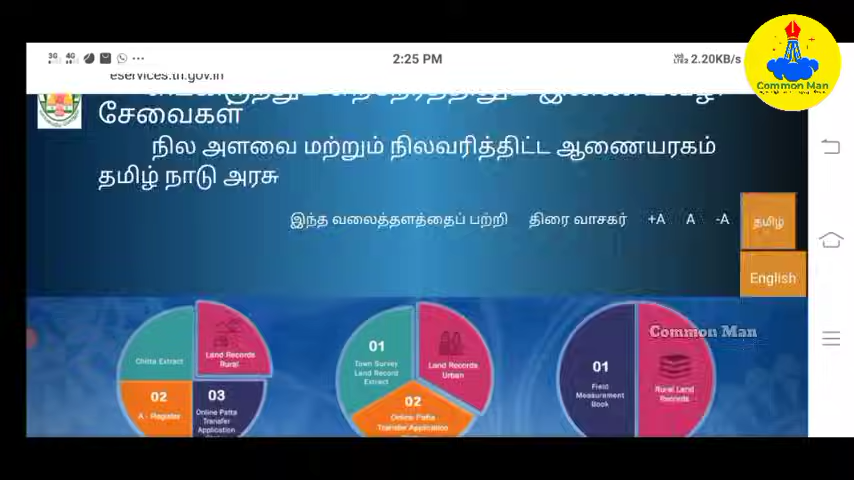 3G 4G ... 2:25 PM VoLTE2 2.20KB/s
Common Man
eservices.tn.gov.in
சேவைகள்
நில அளவை மற்றும் நிலவரித்திட்ட ஆணையரகம்
தமிழ் நாடு அரசு
இந்த வலைத்தளத்தைப் பற்றி திரை வாசகர் +A A -A தமிழ்
English
Chitta Extract
Land Records
Rural
02
A - Register
03
Online Patta
Transfer
Application
01
Town Survey
Land Record
Extract
Land Records
Urban
02
Online Patta
Transfer Application
01
Field
Measurement
Book
Rural Land
Records
Common Man